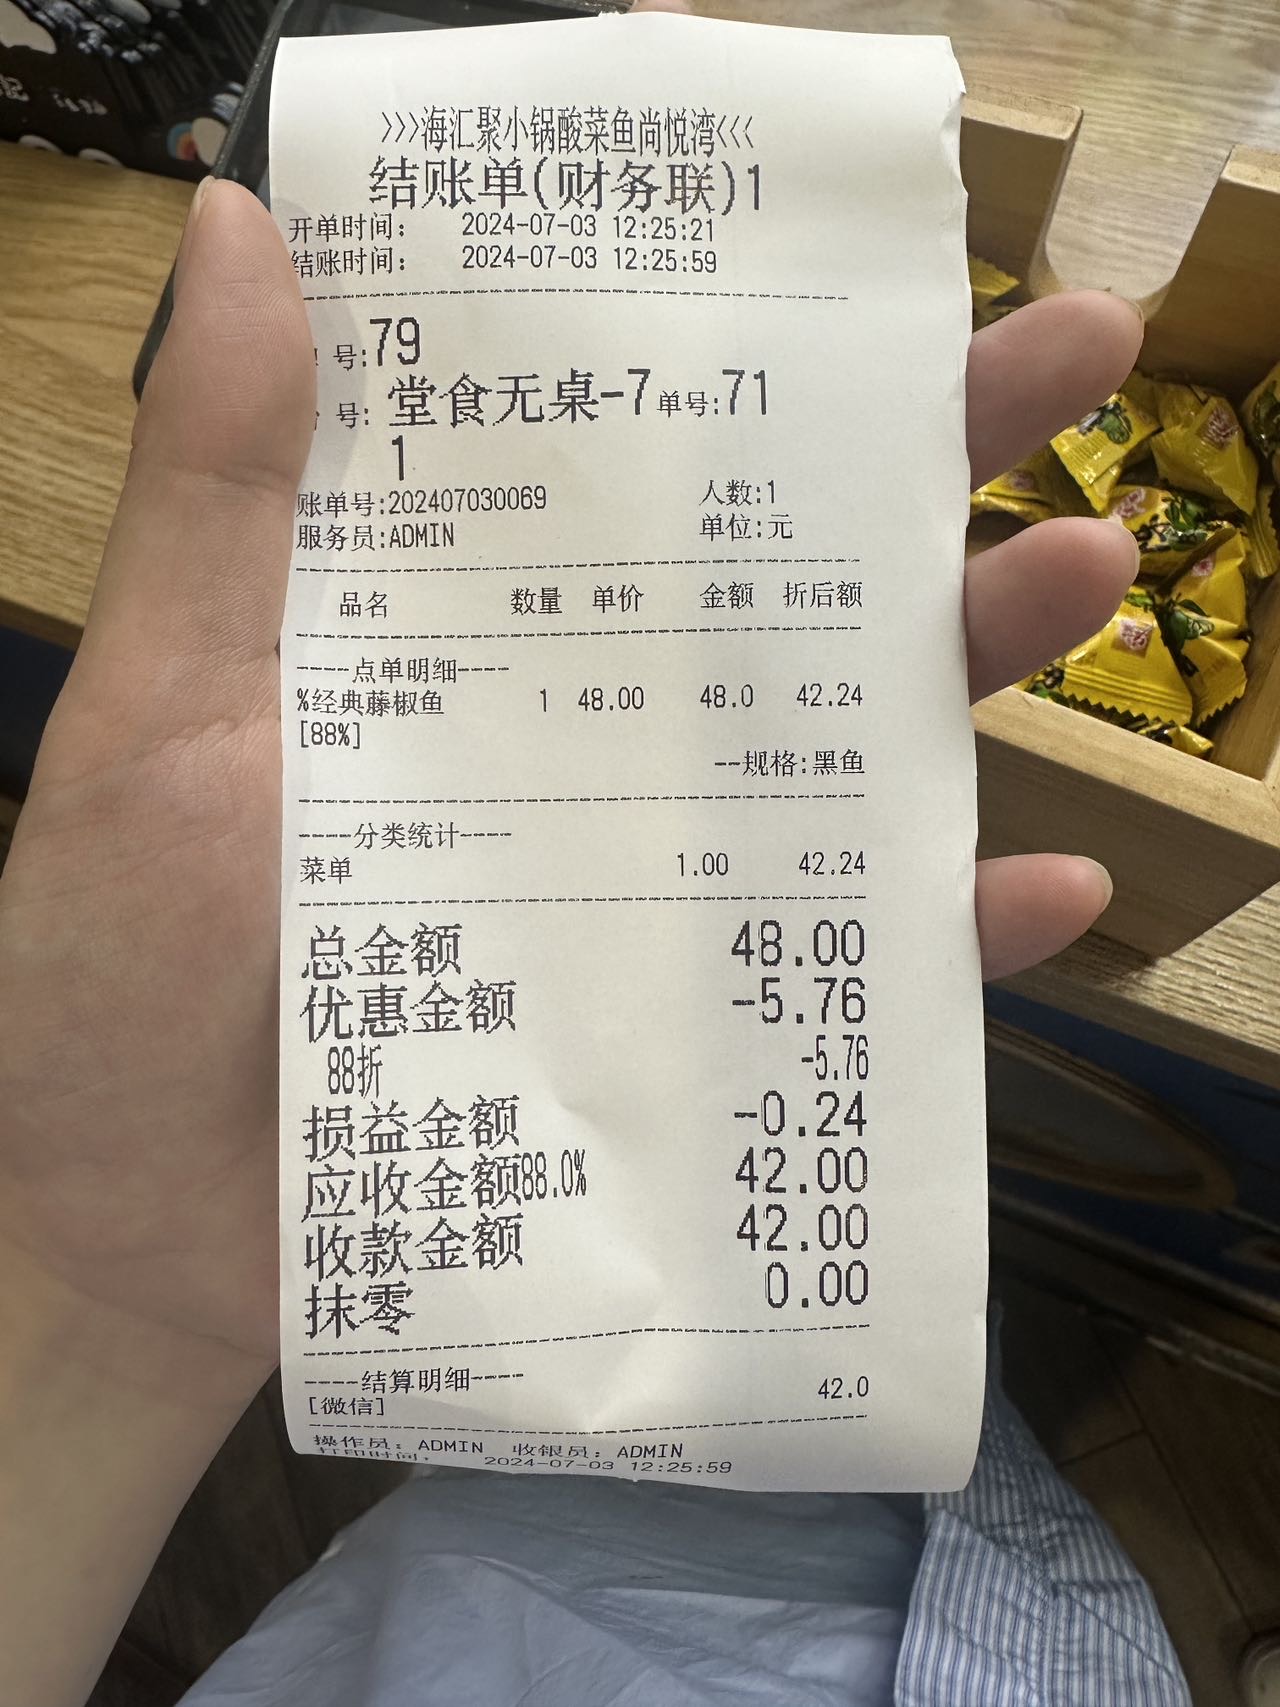 >>>海汇聚小锅酸菜鱼尚悦湾<<<
结账单(财务联)1
开单时间: 2024-07-03 12:25:21
结账时间: 2024-07-03 12:25:59
号:79
号: 堂食无桌-7单号:71
1
账单号:202407030069 人数:1
服务员:ADMIN 单位:元
品名 数量 单价 金额 折后额
----点单明细----
%经典藤椒鱼 1 48.00 48.0 42.24
[88%]
--规格:黑鱼
----分类统计----
菜单 1.00 42.24
总金额 48.00
优惠金额 -5.76
88折 -5.76
损益金额 -0.24
应收金额88.0% 42.00
收款金额 42.00
抹零 0.00
----结算明细----
[微信] 42.0
操作员: ADMIN 收银员: ADMIN
打印时间: 2024-07-03 12:25:59